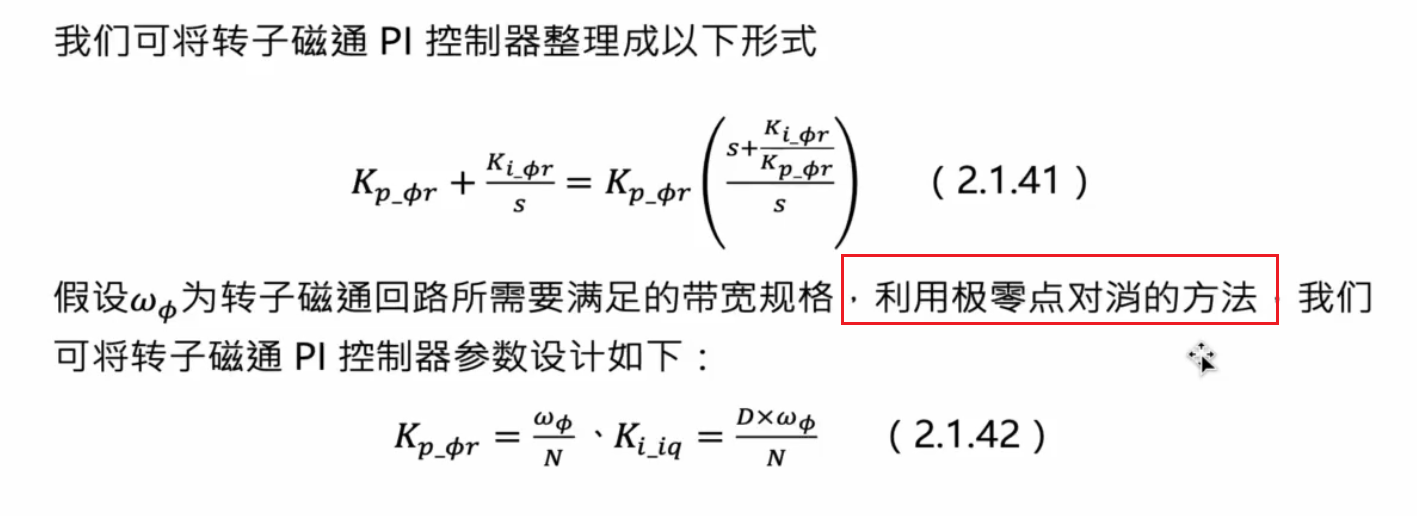 我们可将转子磁通 PI 控制器整理成以下形式
$K_{p\_\phi r} + \frac{K_{i\_\phi r}}{s} = K_{p\_\phi r} \left( \frac{s + \frac{K_{i\_\phi r}}{K_{p\_\phi r}}}{s} \right)$ （2.1.41）
假设$\omega_\phi$为转子磁通回路所需要满足的带宽规格，利用极零点对消的方法，我们
可将转子磁通 PI 控制器参数设计如下：
$K_{p\_\phi r} = \frac{\omega_\phi}{N}$、$K_{i\_iq} = \frac{D \times \omega_\phi}{N}$ （2.1.42）